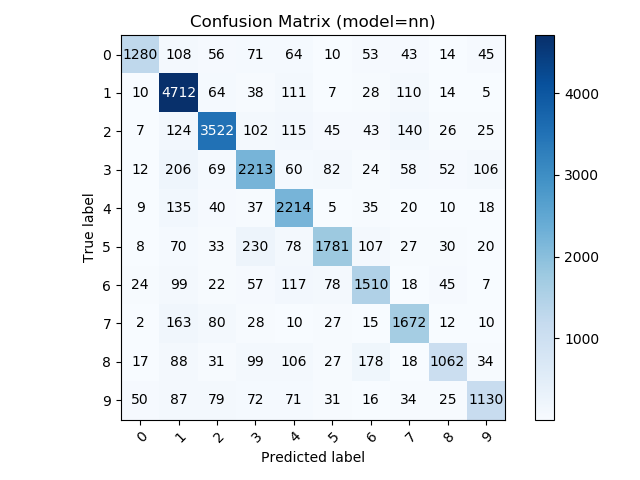 Confusion Matrix (model=nn)
0 1280 108 56 71 64 10 53 43 14 45
1 10 4712 64 38 111 7 28 110 14 5
2 7 124 3522 102 115 45 43 140 26 25
3 12 206 69 2213 60 82 24 58 52 106
4 9 135 40 37 2214 5 35 20 10 18
5 8 70 33 230 78 1781 107 27 30 20
6 24 99 22 57 117 78 1510 18 45 7
7 2 163 80 28 10 27 15 1672 12 10
8 17 88 31 99 106 27 178 18 1062 34
9 50 87 79 72 71 31 16 34 25 1130
0 1 2 3 4 5 6 7 8 9
Predicted label
True label
4000
3000
2000
1000